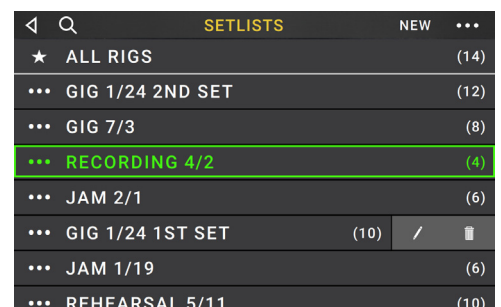 SETLISTS NEW
ALL RIGS (14)
GIG 1/24 2ND SET (12)
GIG 7/3 (8)
RECORDING 4/2 (4)
JAM 2/1 (6)
GIG 1/24 1ST SET (10)
JAM 1/19 (6)
REHEARSAL 5/11 (10)